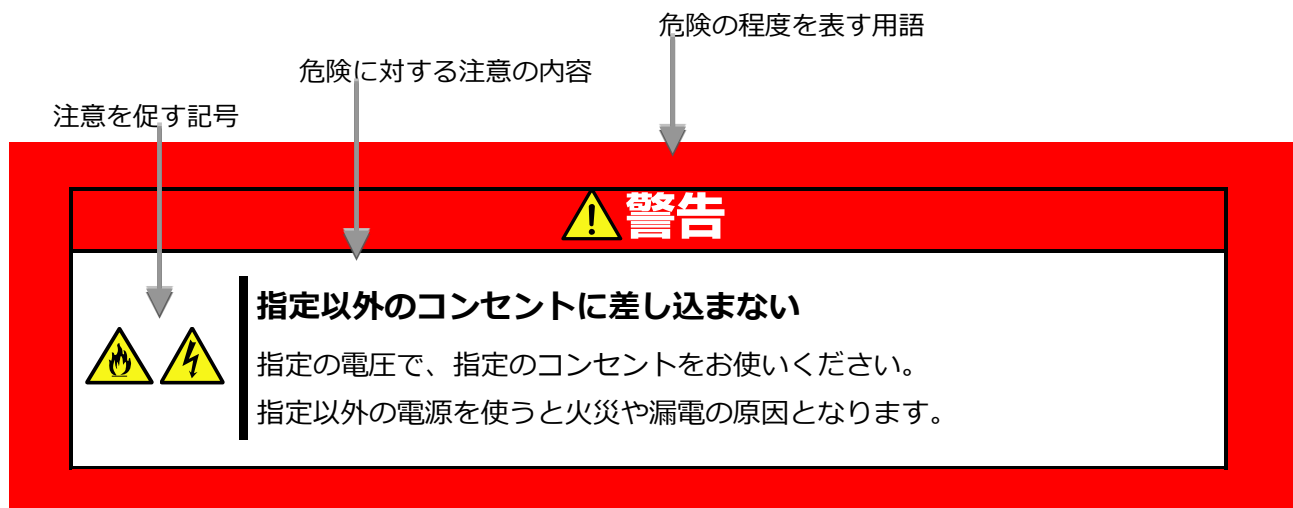 危険の程度を表す用語
危険に対する注意の内容
注意を促す記号
警告
指定以外のコンセントに差し込まない
指定の電圧で、指定のコンセントをお使いください。
指定以外の電源を使うと火災や漏電の原因となります。